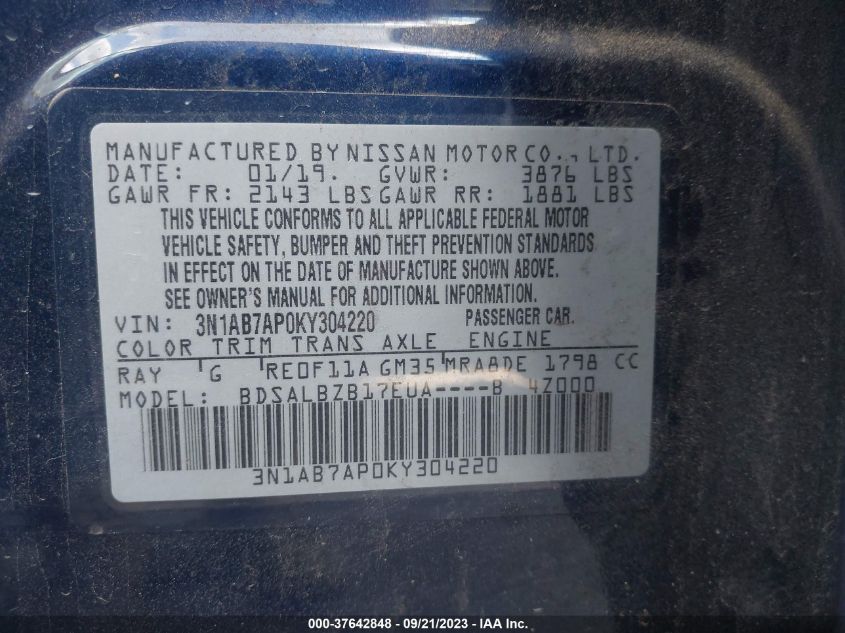 MANUFACTURED BY NISSAN MOTOR CO., LTD.
DATE: 01/19. GVWR: 3876 LBS
GAWR FR: 2143 LBS GAWR RR: 1881 LBS
THIS VEHICLE CONFORMS TO ALL APPLICABLE FEDERAL MOTOR
VEHICLE SAFETY, BUMPER AND THEFT PREVENTION STANDARDS
IN EFFECT ON THE DATE OF MANUFACTURE SHOWN ABOVE.
SEE OWNER'S MANUAL FOR ADDITIONAL INFORMATION.
VIN: 3N1AB7AP0KY304220 PASSENGER CAR.
COLOR TRIM TRANS AXLE ENGINE
RAY G RE0F11A GM35 MRA8DE 1798 CC
MODEL: BDSALBZB17EUA----B 4Z000
3N1AB7AP0KY304220
000-37642848 - 09/21/2023 - IAA Inc.